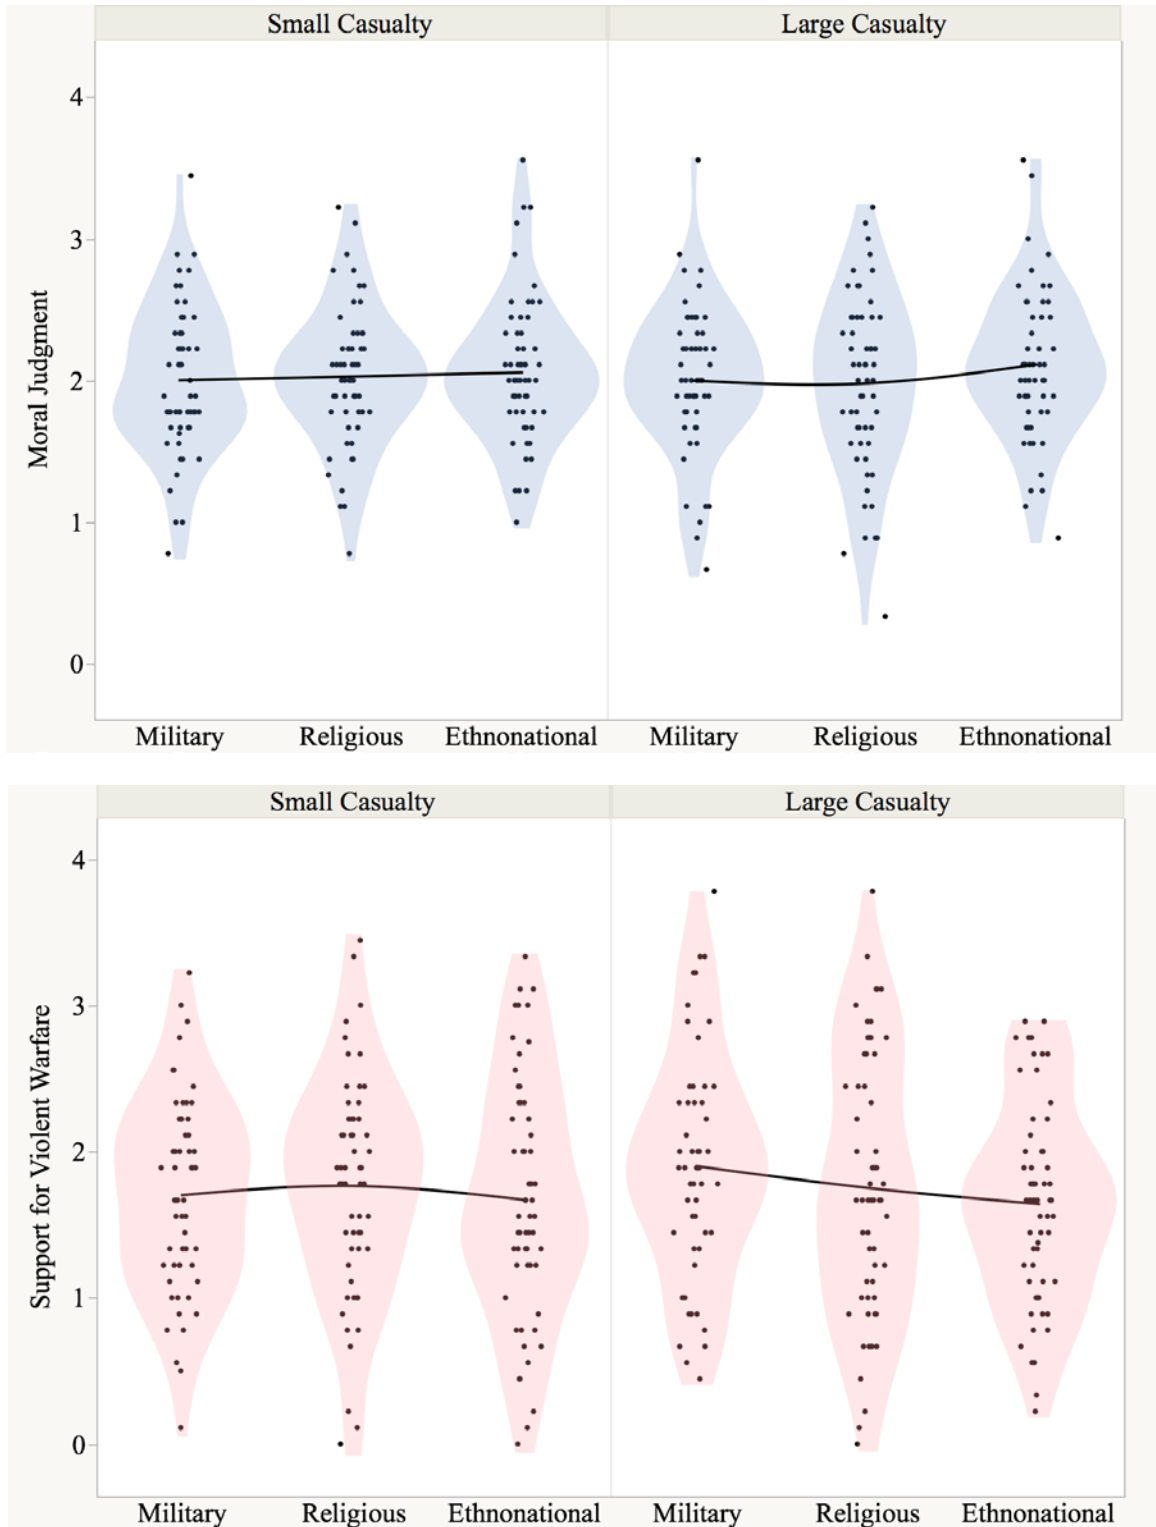 Small Casualty Large Casualty
Moral Judgment
4
3
2
1
0
Military Religious Ethnonational Military Religious Ethnonational
Small Casualty Large Casualty
Support for Violent Warfare
4
3
2
1
0
Military Religious Ethnonational Military Religious Ethnonational